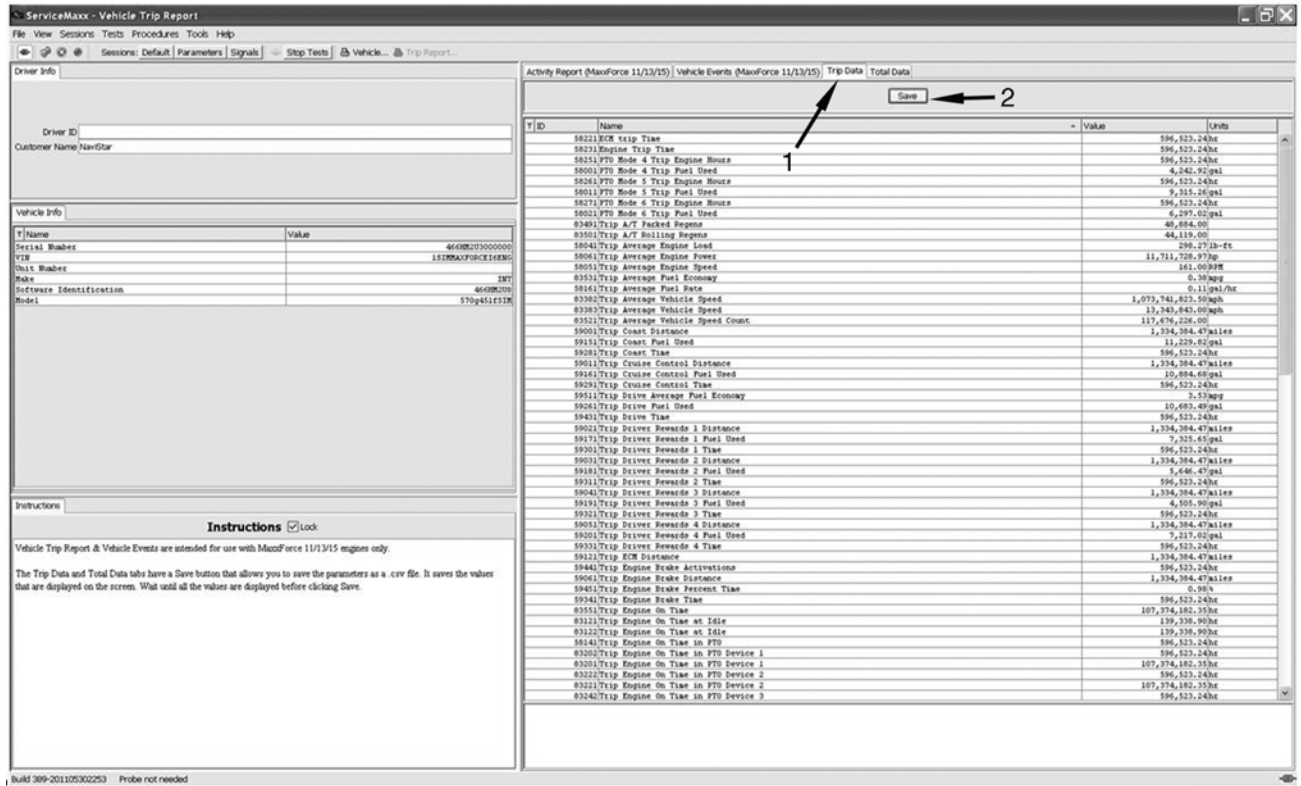 ServiceMaxx - Vehicle Trip Report
File View Sessions Tests Procedures Tools Help
Sessions: Default Parameters Signals Stop Tests Vehicle... Trip Report...
Driver Info
Driver ID
Customer Name NaviStar
Vehicle Info
Name Value
Serial Number 466HM2U3000000
VIN 1SIMMAXFORCEI6ENG
Unit Number
Make INT
Software Identification 466HM2U8
Model 570g451fSIM
Instructions
Instructions Lock
Vehicle Trip Report & Vehicle Events are intended for use with MaxxForce 11/13/15 engines only.
The Trip Data and Total Data tabs have a Save button that allows you to save the parameters as a .csv file. It saves the values
that are displayed on the screen. Wait until all the values are displayed before clicking Save.
Activity Report (MaxxForce 11/13/15) Vehicle Events (MaxxForce 11/13/15) Trip Data Total Data
Save
2
1
ID Name Value Units
58221 ECM trip Time 596,523.24 hr
58231 Engine Trip Time 596,523.24 hr
58251 PTO Mode 4 Trip Engine Hours 596,523.24 hr
58001 PTO Mode 4 Trip Fuel Used 4,242.92 gal
58261 PTO Mode 5 Trip Engine Hours 596,523.24 hr
58011 PTO Mode 5 Trip Fuel Used 9,315.26 gal
58271 PTO Mode 6 Trip Engine Hours 596,523.24 hr
58021 PTO Mode 6 Trip Fuel Used 6,297.02 gal
83491 Trip A/T Parked Regens 48,884.00
83501 Trip A/T Rolling Regens 44,119.00
58041 Trip Average Engine Load 298.27 lb-ft
58061 Trip Average Engine Power 11,711,728.97 hp
58051 Trip Average Engine Speed 161.00 RPM
83531 Trip Average Fuel Economy 0.38 mpg
58161 Trip Average Fuel Rate 0.11 gal/hr
83382 Trip Average Vehicle Speed 1,073,741,823.50 mph
83383 Trip Average Vehicle Speed 13,343,843.00 mph
83521 Trip Average Vehicle Speed Count 117,676,226.00
59001 Trip Coast Distance 1,334,384.47 miles
59151 Trip Coast Fuel Used 11,229.82 gal
59281 Trip Coast Time 596,523.24 hr
59011 Trip Cruise Control Distance 1,334,384.47 miles
59161 Trip Cruise Control Fuel Used 10,884.68 gal
59291 Trip Cruise Control Time 596,523.24 hr
59511 Trip Drive Average Fuel Economy 3.53 mpg
59261 Trip Drive Fuel Used 10,683.49 gal
59431 Trip Drive Time 596,523.24 hr
59021 Trip Driver Rewards 1 Distance 1,334,384.47 miles
59171 Trip Driver Rewards 1 Fuel Used 7,325.65 gal
59301 Trip Driver Rewards 1 Time 596,523.24 hr
59031 Trip Driver Rewards 2 Distance 1,334,384.47 miles
59181 Trip Driver Rewards 2 Fuel Used 5,646.47 gal
59311 Trip Driver Rewards 2 Time 596,523.24 hr
59041 Trip Driver Rewards 3 Distance 1,334,384.47 miles
59191 Trip Driver Rewards 3 Fuel Used 4,505.90 gal
59321 Trip Driver Rewards 3 Time 596,523.24 hr
59051 Trip Driver Rewards 4 Distance 1,334,384.47 miles
59201 Trip Driver Rewards 4 Fuel Used 7,217.02 gal
59331 Trip Driver Rewards 4 Time 596,523.24 hr
59121 Trip ECM Distance 1,334,384.47 miles
59441 Trip Engine Brake Activations 596,523.24 hr
59061 Trip Engine Brake Distance 1,334,384.47 miles
59451 Trip Engine Brake Percent Time 0.98 %
59341 Trip Engine Brake Time 596,523.24 hr
83551 Trip Engine On Time 107,374,182.35 hr
83121 Trip Engine On Time at Idle 139,338.90 hr
83122 Trip Engine On Time at Idle 139,338.90 hr
58141 Trip Engine On Time in PTO 596,523.24 hr
83202 Trip Engine On Time in PTO Device 1 596,523.24 hr
83201 Trip Engine On Time in PTO Device 1 107,374,182.35 hr
83222 Trip Engine On Time in PTO Device 2 596,523.24 hr
83221 Trip Engine On Time in PTO Device 2 107,374,182.35 hr
83242 Trip Engine On Time in PTO Device 3 596,523.24 hr
Build 389-201105302253 Probe not needed